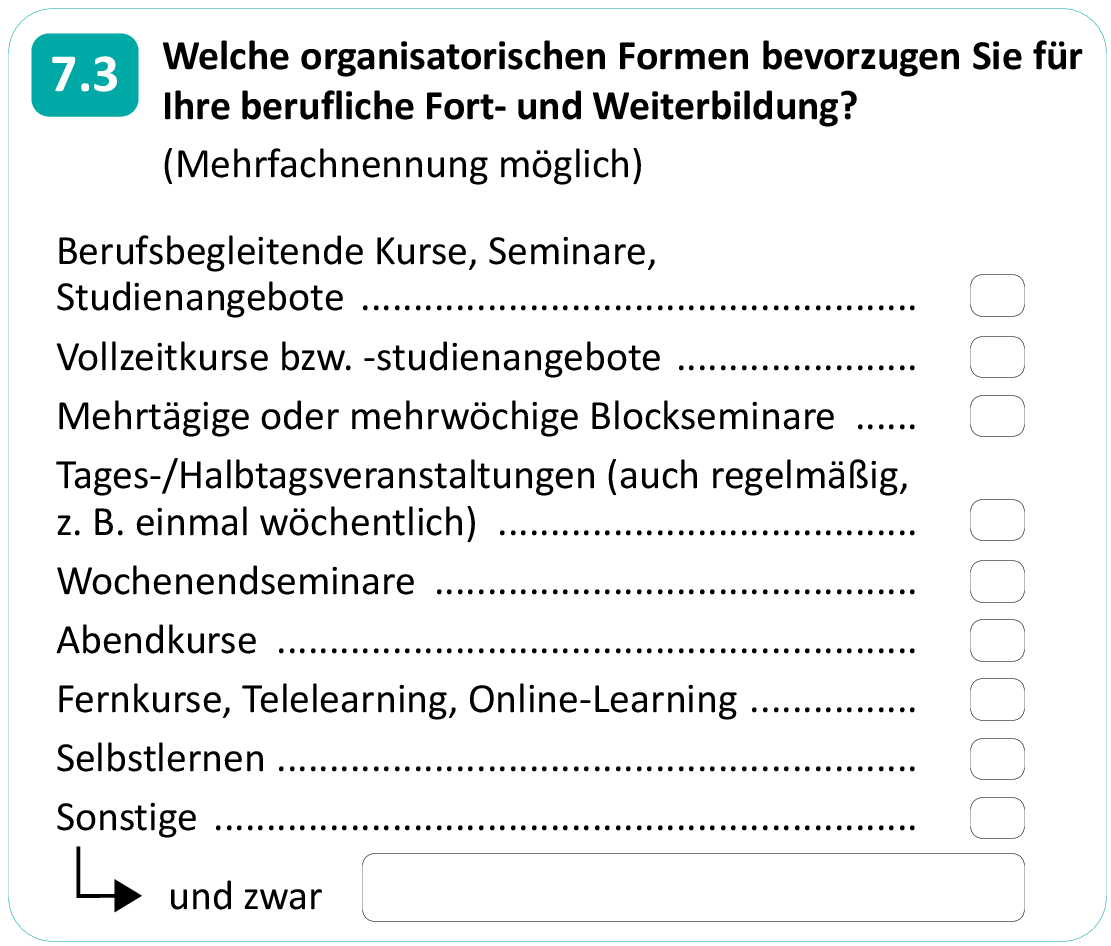 7.3 Welche organisatorischen Formen bevorzugen Sie für
Ihre berufliche Fort- und Weiterbildung?
(Mehrfachnennung möglich)
Berufsbegleitende Kurse, Seminare,
Studienangebote .....................................................
Vollzeitkurse bzw. -studienangebote .......................
Mehrtägige oder mehrwöchige Blockseminare ......
Tages-/Halbtagsveranstaltungen (auch regelmäßig,
z. B. einmal wöchentlich) ........................................
Wochenendseminare ..............................................
Abendkurse .............................................................
Fernkurse, Telelearning, Online-Learning ................
Selbstlernen .............................................................
Sonstige ...................................................................
und zwar